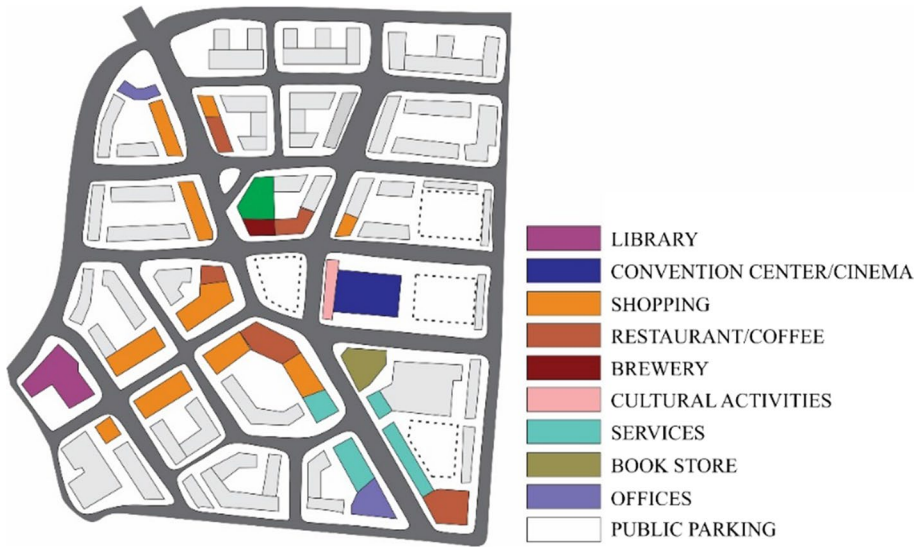 LIBRARY
CONVENTION CENTER/CINEMA
SHOPPING
RESTAURANT/COFFEE
BREWERY
CULTURAL ACTIVITIES
SERVICES
BOOK STORE
OFFICES
PUBLIC PARKING